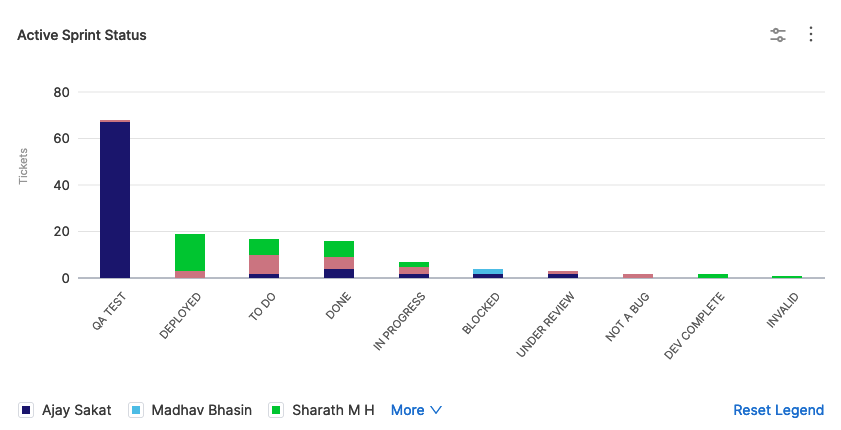 Active Sprint Status
Tickets
80
60
40
20
0
QA TEST
DEPLOYED
TO DO
DONE
IN PROGRESS
BLOCKED
UNDER REVIEW
NOT A BUG
DEV COMPLETE
INVALID
Ajay Sakat Madhav Bhasin Sharath M H More Reset Legend